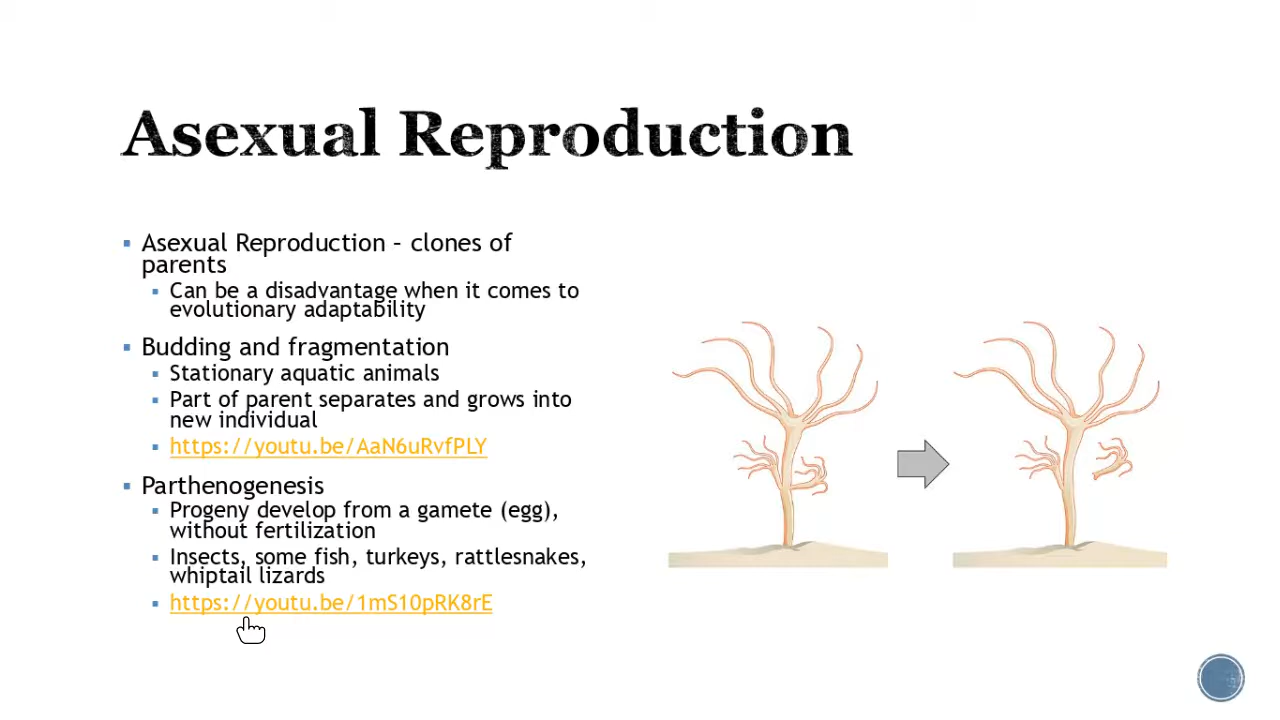 Asexual Reproduction
Asexual Reproduction – clones of
parents
Can be a disadvantage when it comes to
evolutionary adaptability
Budding and fragmentation
Stationary aquatic animals
Part of parent separates and grows into
new individual
https://youtu.be/AaN6uRvfPLY
Parthenogenesis
Progeny develop from a gamete (egg),
without fertilization
Insects, some fish, turkeys, rattlesnakes,
whiptail lizards
https://youtu.be/1mS10pRK8rE